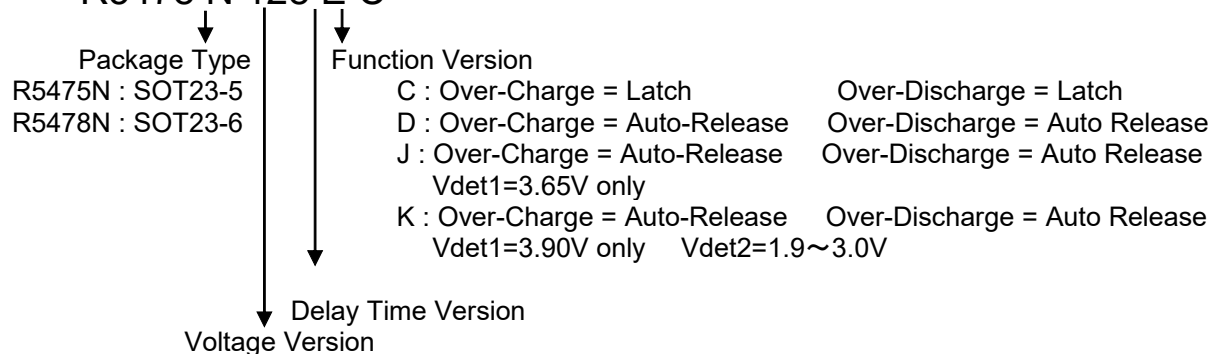 Package Type
Function Version
R5475N : SOT23-5
C : Over-Charge = Latch Over-Discharge = Latch
R5478N : SOT23-6
D : Over-Charge = Auto-Release Over-Discharge = Auto Release
J : Over-Charge = Auto-Release Over-Discharge = Auto Release
Vdet1=3.65V only
K : Over-Charge = Auto-Release Over-Discharge = Auto Release
Vdet1=3.90V only Vdet2=1.9～3.0V
Delay Time Version
Voltage Version